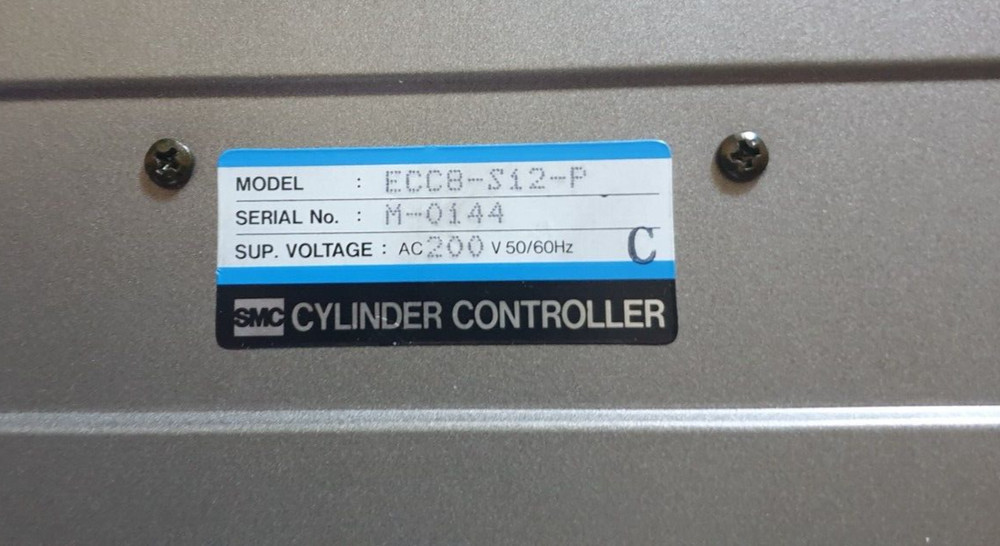 MODEL : ECC8-S12-P
SERIAL No. : M-0144
SUP. VOLTAGE : AC 200 V 50/60Hz C
SMC CYLINDER CONTROLLER